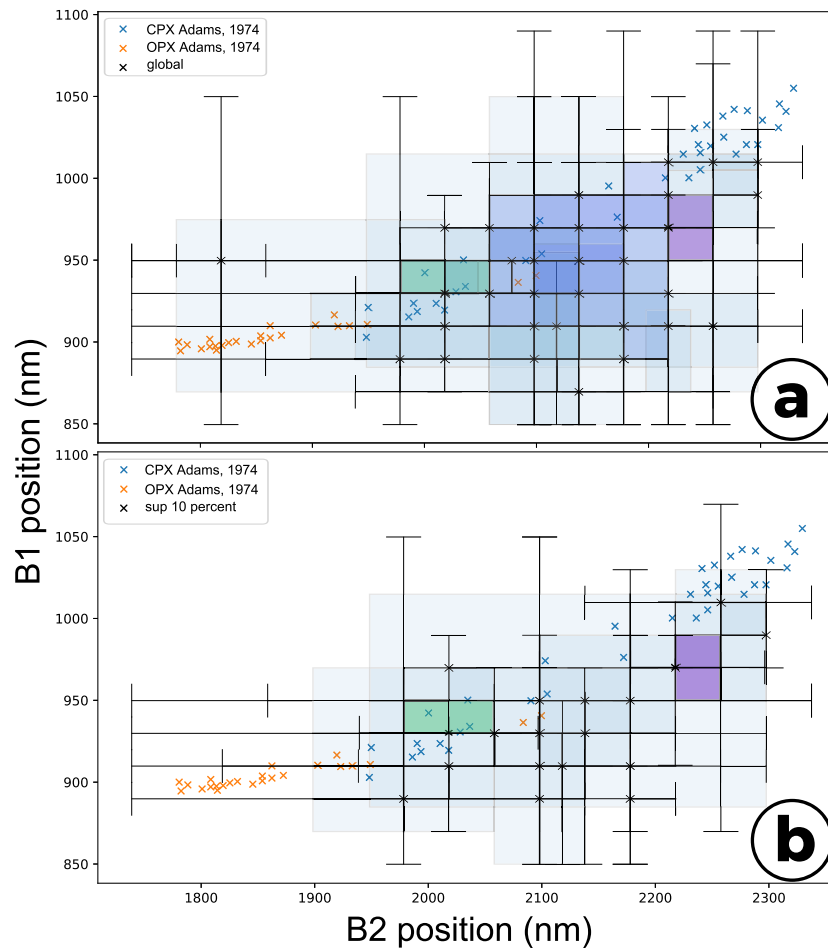 1100
CPX Adams, 1974
OPX Adams, 1974
global
1050
1000
950
900
850
a
B1 position (nm)
1100
CPX Adams, 1974
OPX Adams, 1974
sup 10 percent
1050
1000
950
900
850
b
1800 1900 2000 2100 2200 2300
B2 position (nm)